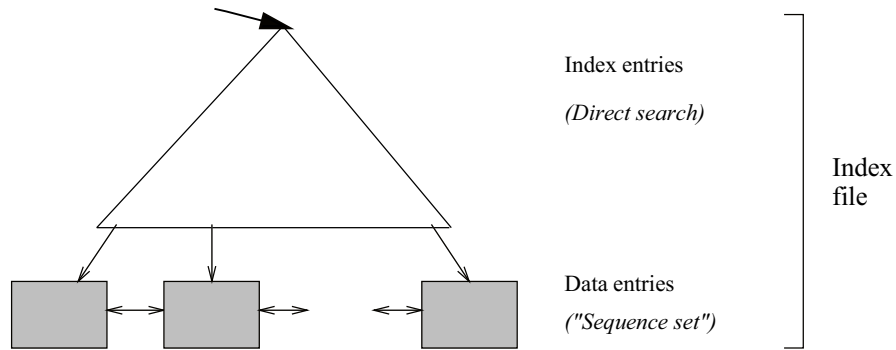 Index entries
(Direct search)
Index
file
Data entries
("Sequence set")